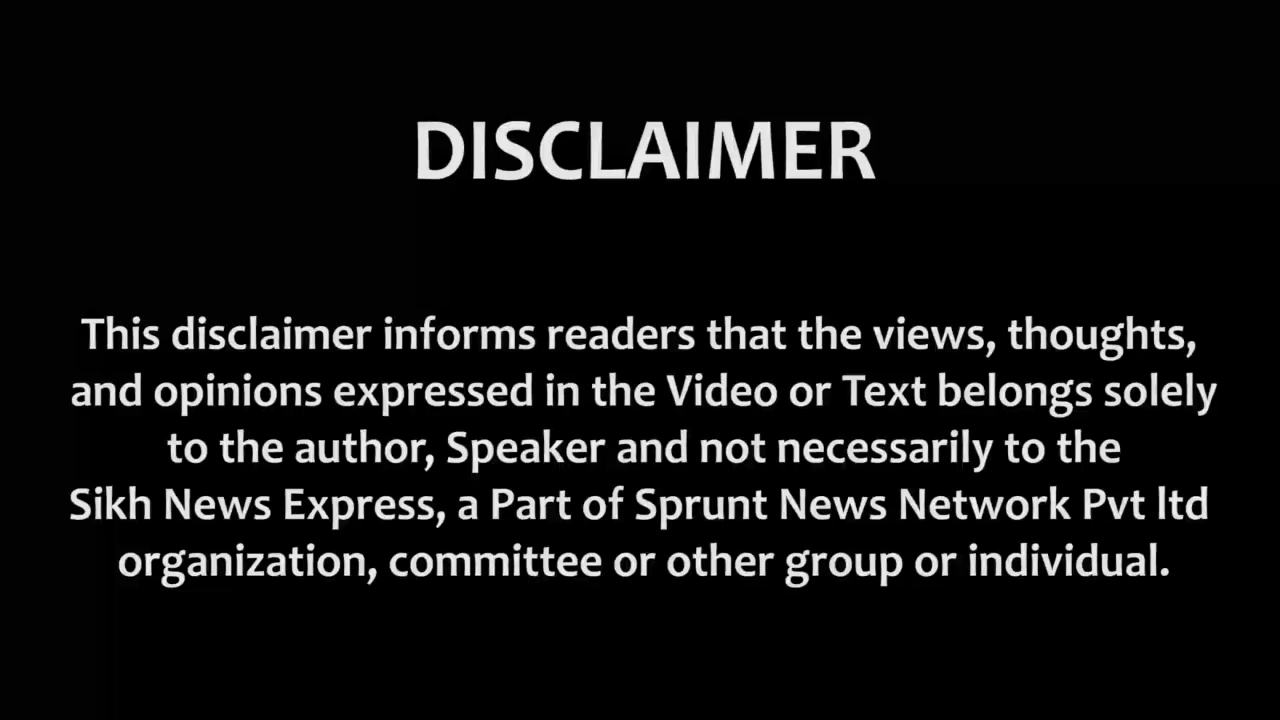 DISCLAIMER
This disclaimer informs readers that the views, thoughts,
and opinions expressed in the Video or Text belongs solely
to the author, Speaker and not necessarily to the
Sikh News Express, a Part of Sprunt News Network Pvt ltd
organization, committee or other group or individual.